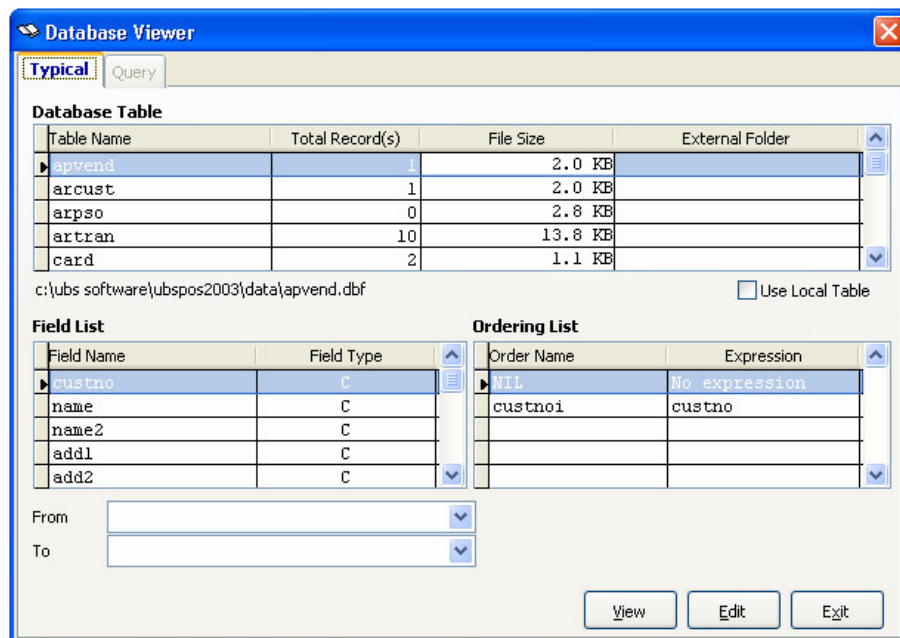 Database Viewer
Typical Query
Database Table
Table Name Total Record(s) File Size External Folder
apvend 1 2.0 KB
arcust 1 2.0 KB
arpso 0 2.8 KB
artran 10 13.8 KB
card 2 1.1 KB
c:\ubs software\ubspos2003\data\apvend.dbf Use Local Table
Field List Ordering List
Field Name Field Type Order Name Expression
custno C NIL No expression
name C custnoi custno
name2 C
add1 C
add2 C
From
To
View Edit Exit